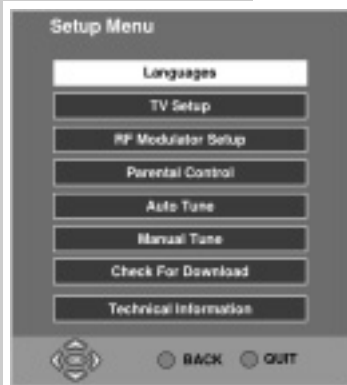 Setup Menu
Languages
TV Setup
RF Modulator Setup
Parental Control
Auto Tune
Manual Tune
Check For Download
Technical Information
BACK QUIT